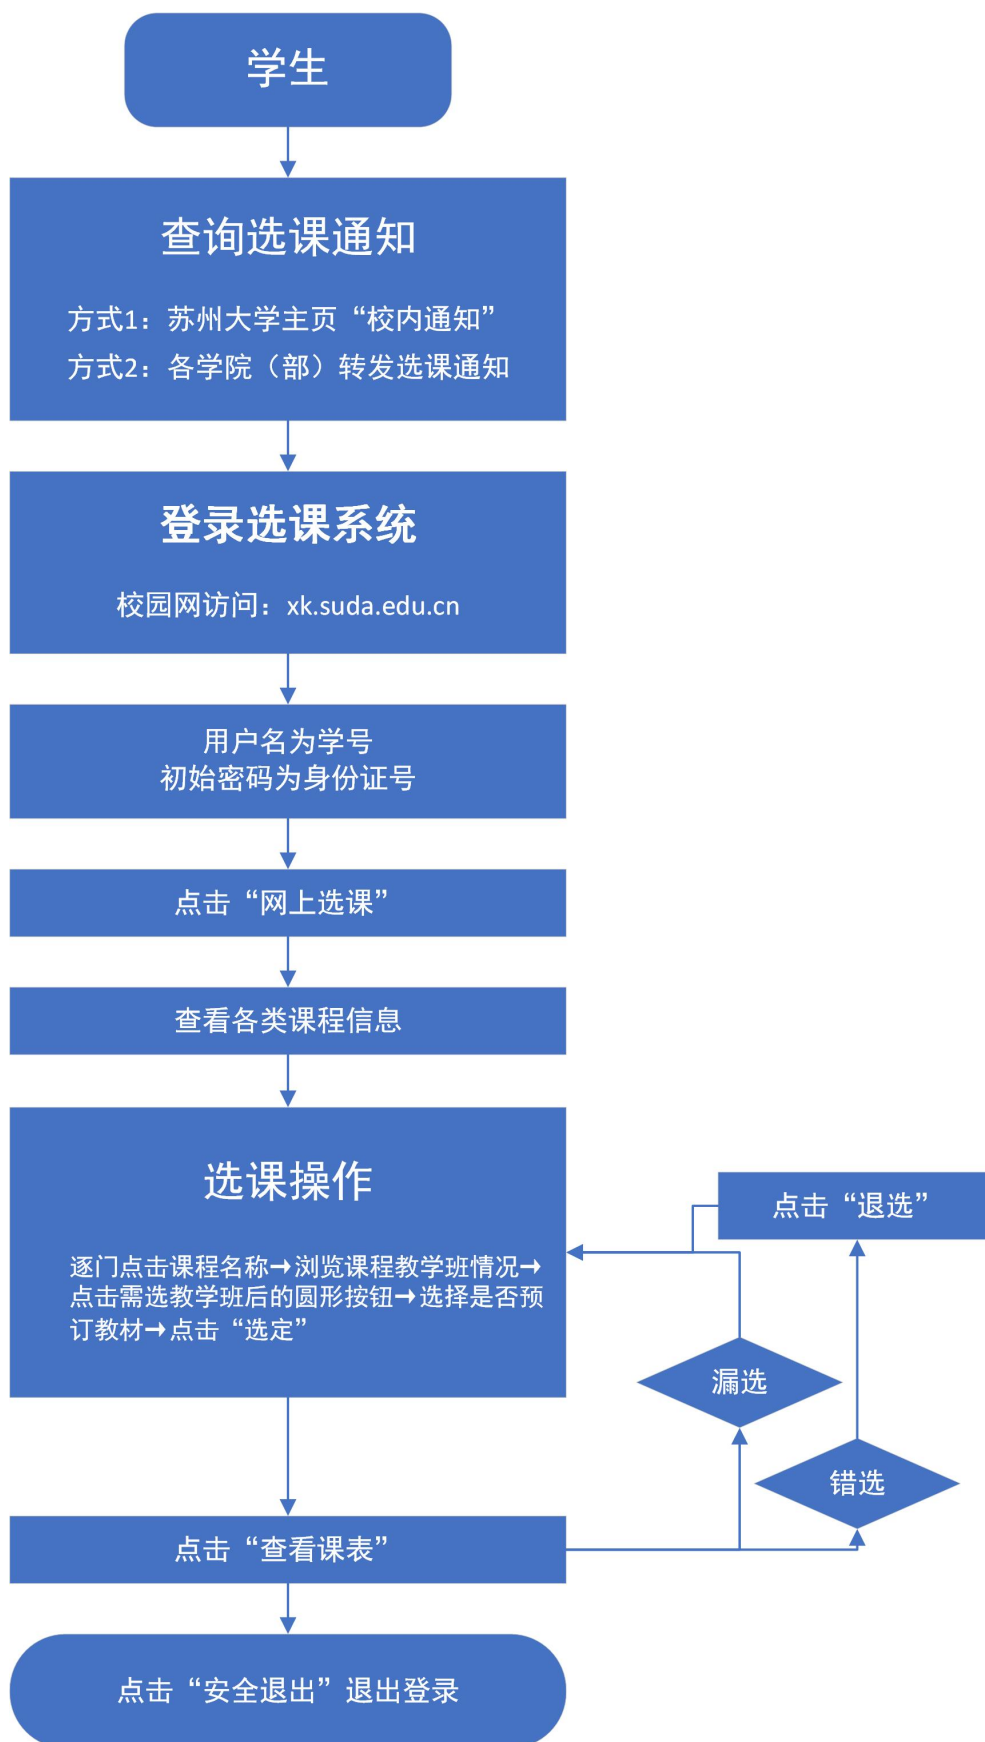 学生
查询选课通知
方式1：苏州大学主页“校内通知”
方式2：各学院（部）转发选课通知
登录选课系统
校园网访问：xk.suda.edu.cn
用户名为学号
初始密码为身份证号
点击“网上选课”
查看各类课程信息
选课操作
逐门点击课程名称→浏览课程教学班情况→
点击需选教学班后的圆形按钮→选择是否预
订教材→点击“选定”
点击“退选”
漏选
错选
点击“查看课表”
点击“安全退出”退出登录